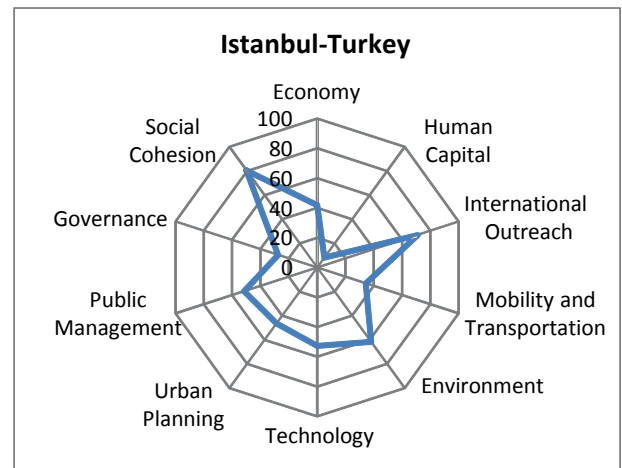 Istanbul-Turkey
Economy
Human
Capital
International
Outreach
Mobility and
Transportation
Environment
Technology
Urban
Planning
Public
Management
Governance
Social
Cohesion
100
80
60
40
20
0